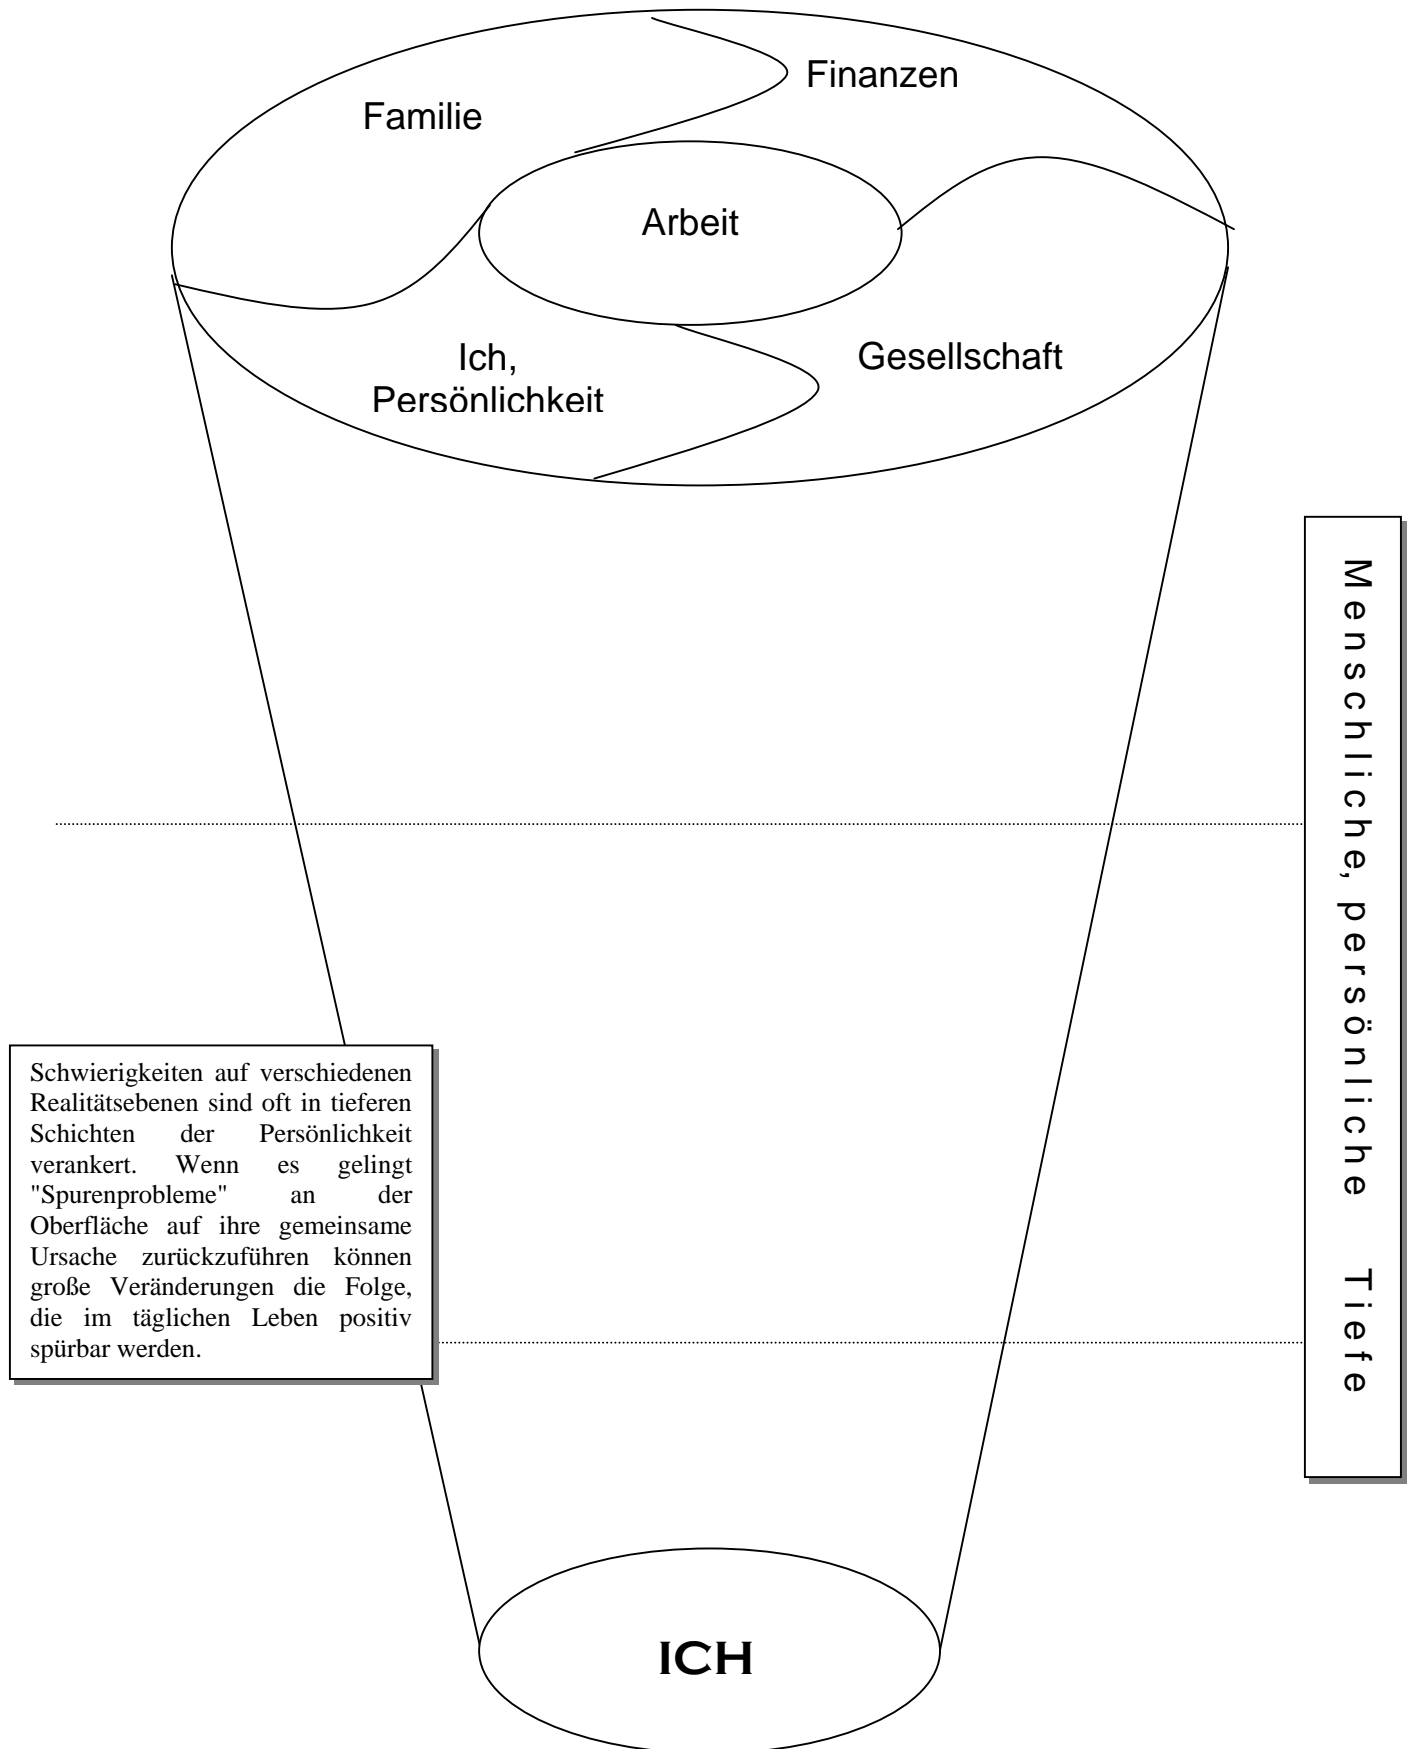 Finanzen
Familie
Arbeit
Ich,
Persönlichkeit
Gesellschaft
Menschliche, persönliche Tiefe
Schwierigkeiten auf verschiedenen
Realitätsebenen sind oft in tieferen
Schichten der Persönlichkeit
verankert. Wenn es gelingt
"Spurenprobleme" an der
Oberfläche auf ihre gemeinsame
Ursache zurückzuführen können
große Veränderungen die Folge,
die im täglichen Leben positiv
spürbar werden.
ICH